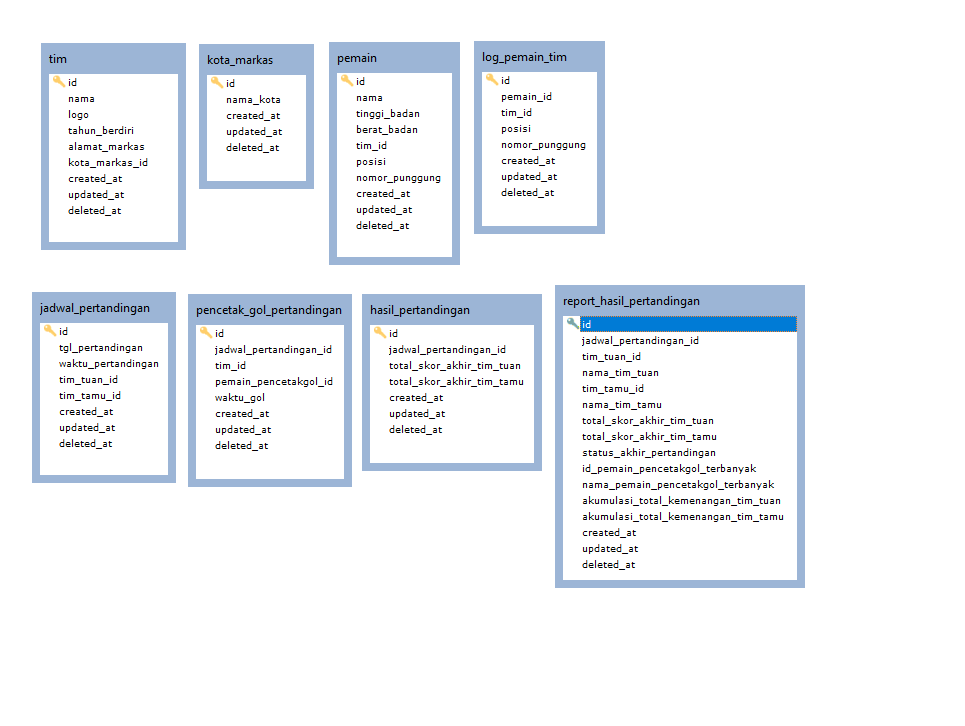 tim
id
nama
logo
tahun_berdiri
alamat_markas
kota_markas_id
created_at
updated_at
deleted_at
kota_markas
id
nama_kota
created_at
updated_at
deleted_at
pemain
id
nama
tinggi_badan
berat_badan
tim_id
posisi
nomor_punggung
created_at
updated_at
deleted_at
log_pemain_tim
id
pemain_id
tim_id
posisi
nomor_punggung
created_at
updated_at
deleted_at
jadwal_pertandingan
id
tgl_pertandingan
waktu_pertandingan
tim_tuan_id
tim_tamu_id
created_at
updated_at
deleted_at
pencetak_gol_pertandingan
id
jadwal_pertandingan_id
tim_id
pemain_pencetakgol_id
waktu_gol
created_at
updated_at
deleted_at
hasil_pertandingan
id
jadwal_pertandingan_id
total_skor_akhir_tim_tuan
total_skor_akhir_tim_tamu
created_at
updated_at
deleted_at
report_hasil_pertandingan
id
jadwal_pertandingan_id
tim_tuan_id
nama_tim_tuan
tim_tamu_id
nama_tim_tamu
total_skor_akhir_tim_tuan
total_skor_akhir_tim_tamu
status_akhir_pertandingan
id_pemain_pencetakgol_terbanyak
nama_pemain_pencetakgol_terbanyak
akumulasi_total_kemenangan_tim_tuan
akumulasi_total_kemenangan_tim_tamu
created_at
updated_at
deleted_at